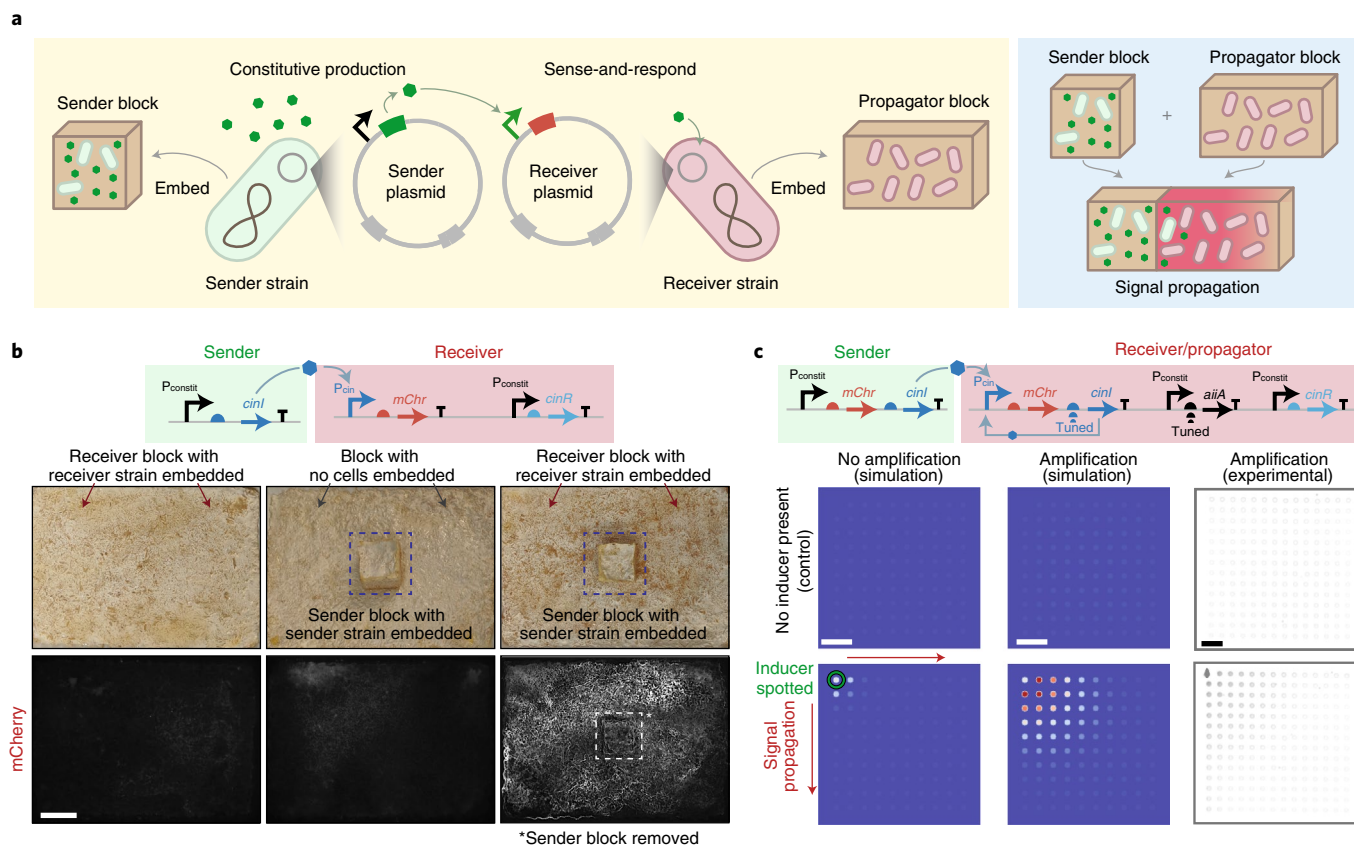 a
Constitutive production
Sense-and-respond
Sender block
Propagator block
Embed
Sender
plasmid
Receiver
plasmid
Embed
Sender strain
Receiver strain
Sender block
Propagator block
+
Signal propagation
b
Sender
Receiver
Pconstit
cinI
T
Pcin
mChr
T
Pconstit
cinR
T
Receiver block with
receiver strain embedded
Block with
no cells embedded
Receiver block with
receiver strain embedded
Sender block with
sender strain embedded
Sender block with
sender strain embedded
mCherry
*
*Sender block removed
c
Sender
Receiver/propagator
Pconstit
mChr
cinI
T
Pcin
mChr
cinI
T
Tuned
Pconstit
aiiA
T
Tuned
Pconstit
cinR
T
No amplification
(simulation)
Amplification
(simulation)
Amplification
(experimental)
No inducer present
(control)
Inducer
spotted
Signal
propagation